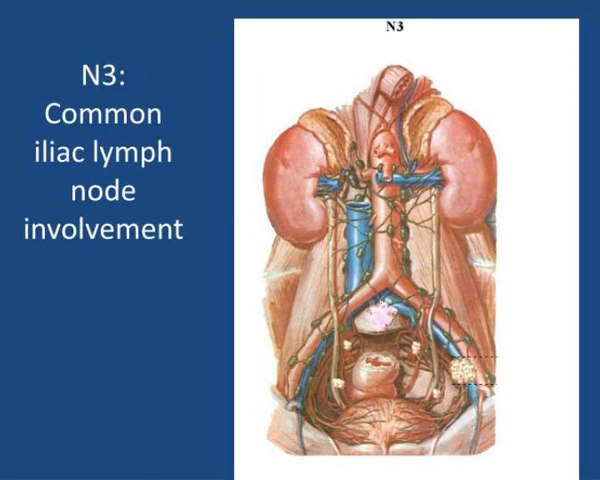 N3:
Common
iliac lymph
node
involvement
N3